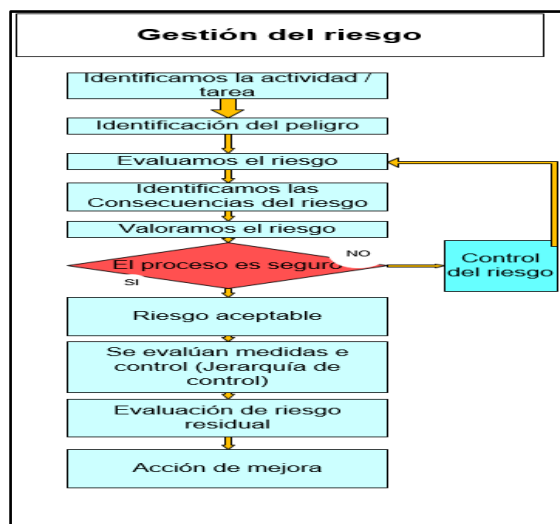 Gestión del riesgo
Identificamos la actividad /
tarea
Identificación del peligro
Evaluamos el riesgo
Identificamos las
Consecuencias del riesgo
Valoramos el riesgo
NO
El proceso es seguro
SI
Control
del riesgo
Riesgo aceptable
Se evalúan medidas e
control (Jerarquía de
control)
Evaluación de riesgo
residual
Acción de mejora